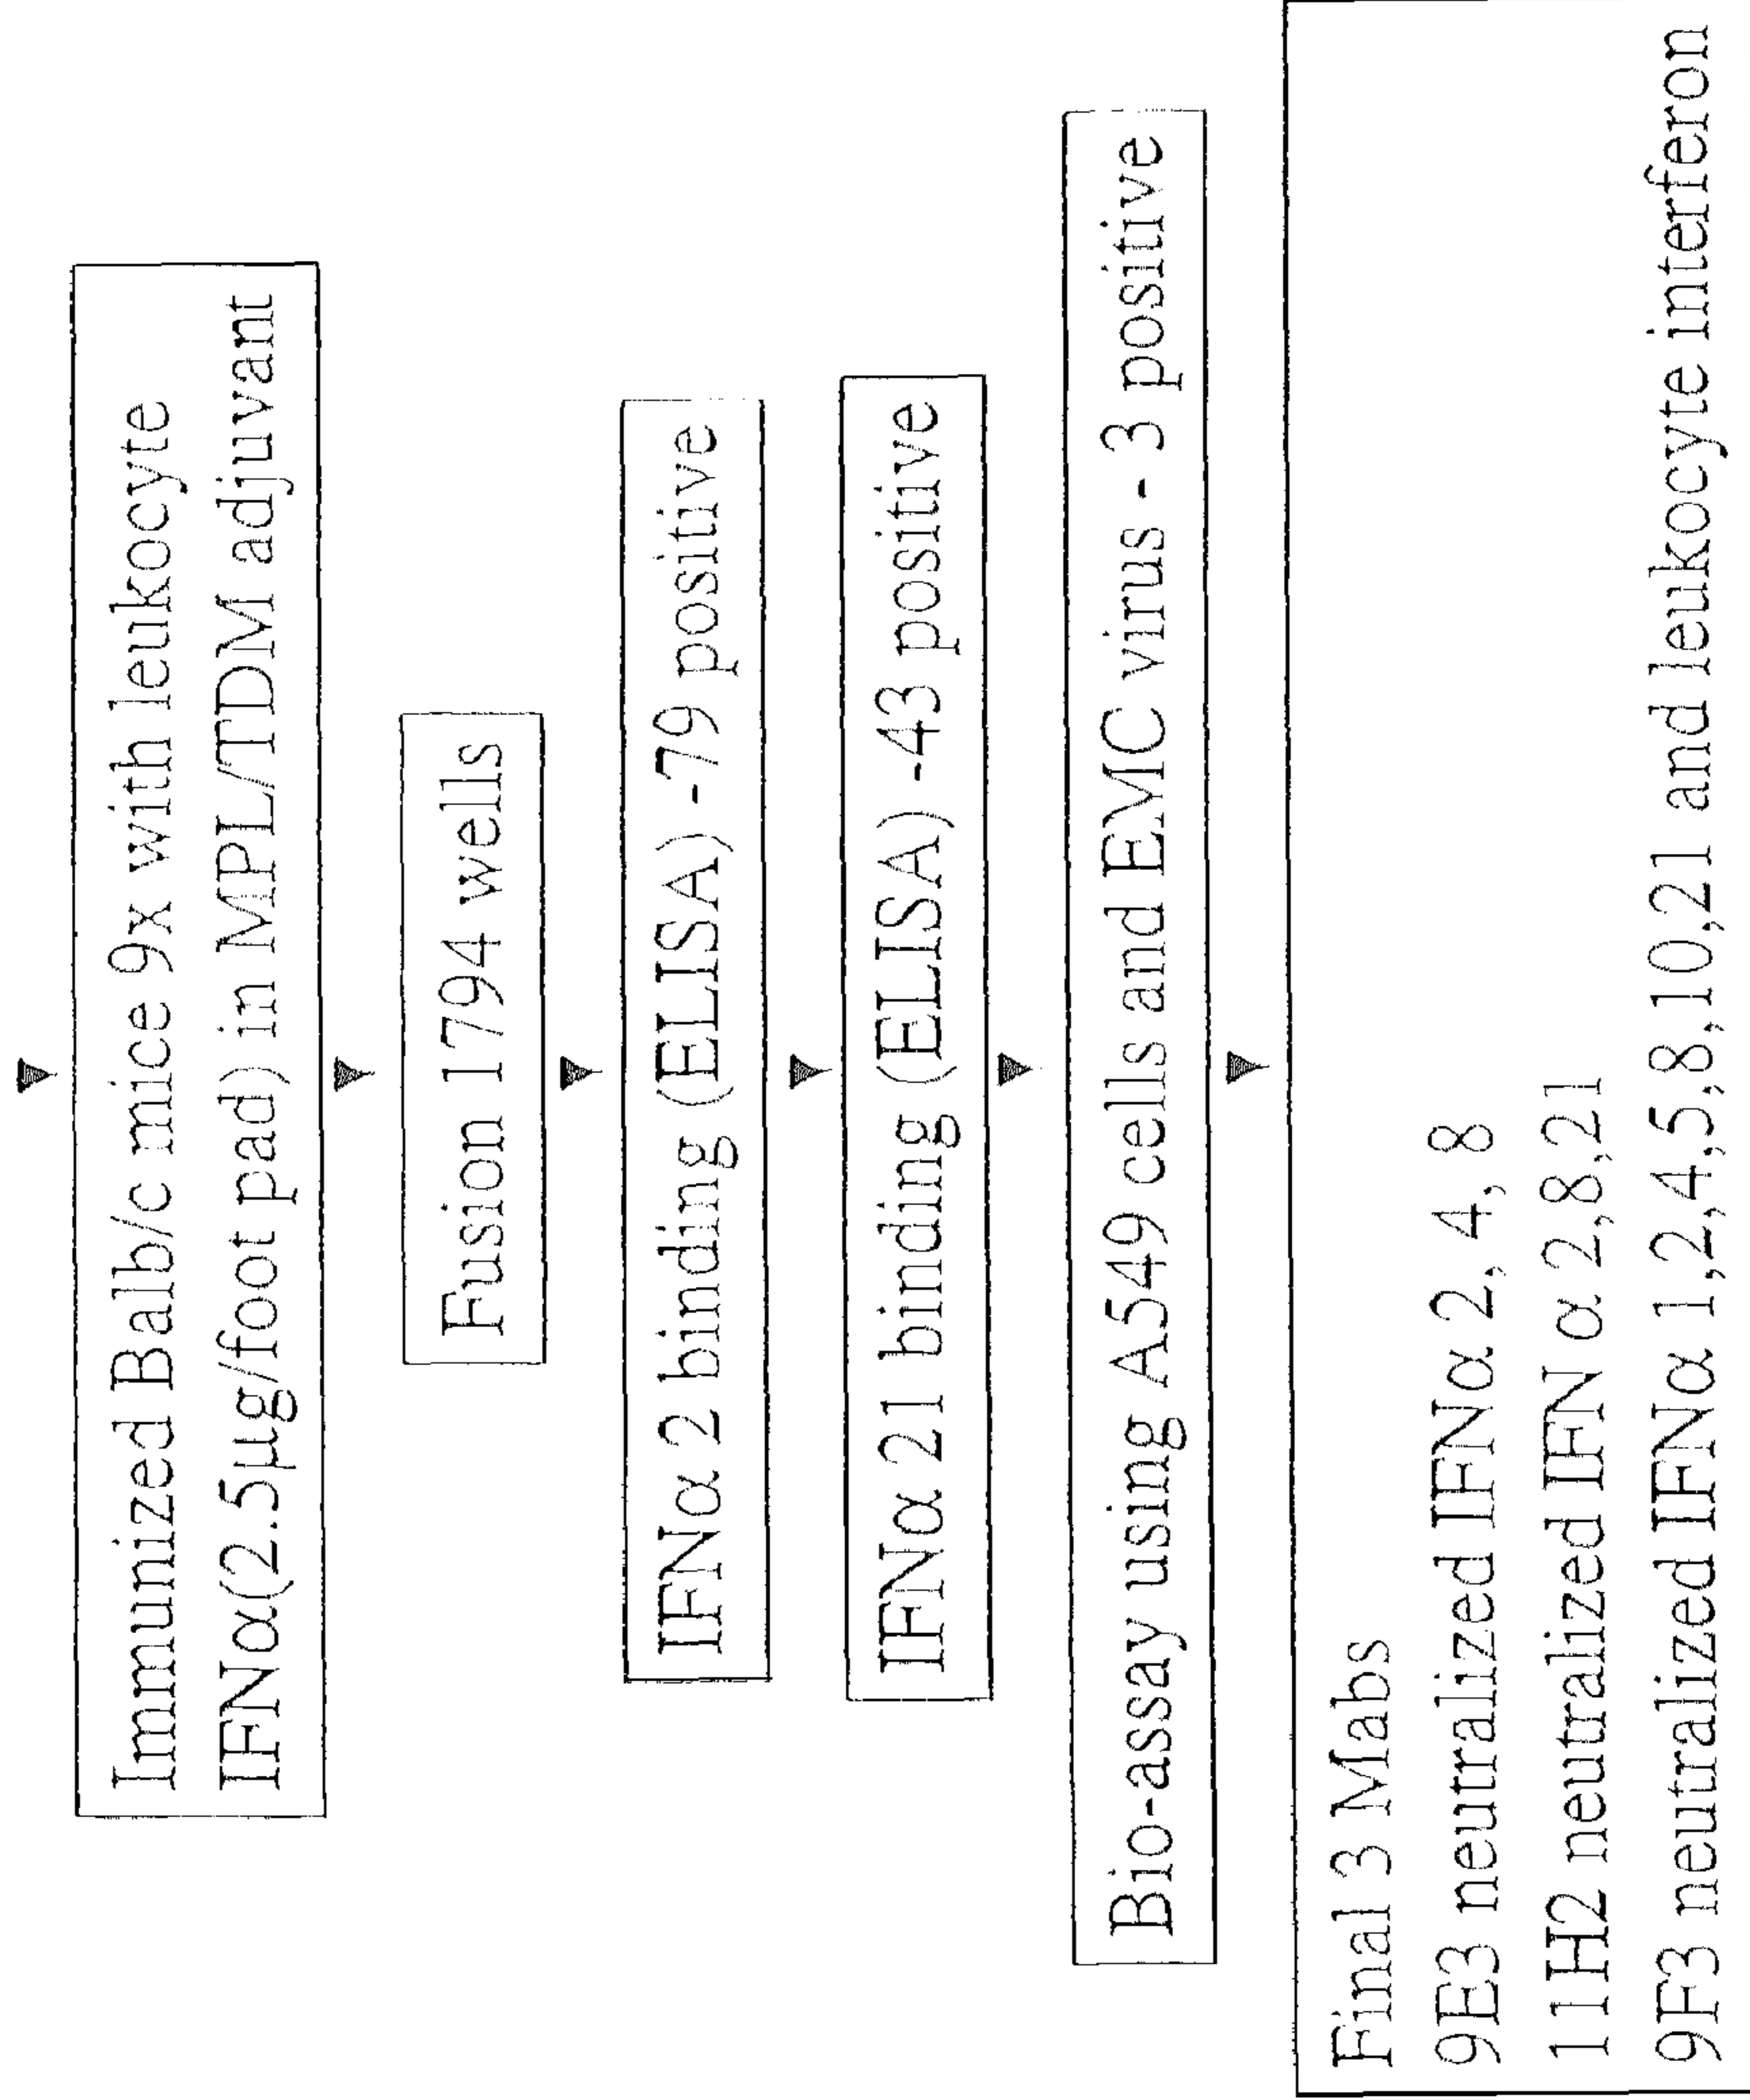 Immunized Balb/c mice 9x with leukocyte
IFNα(2.5µg/foot pad) in MPL/TDM adjuvant
Fusion 1794 wells
IFNα 2 binding (ELISA) -79 positive
IFNα 21 binding (ELISA) -43 positive
Bio-assay using A549 cells and EMC virus - 3 positive
Final 3 Mabs
9E3 neutralized IFNα 2, 4, 8
11H2 neutralized IFN α 2,8,21
9F3 neutralized IFNα 1,2,4,5,8,10,21 and leukocyte interferon